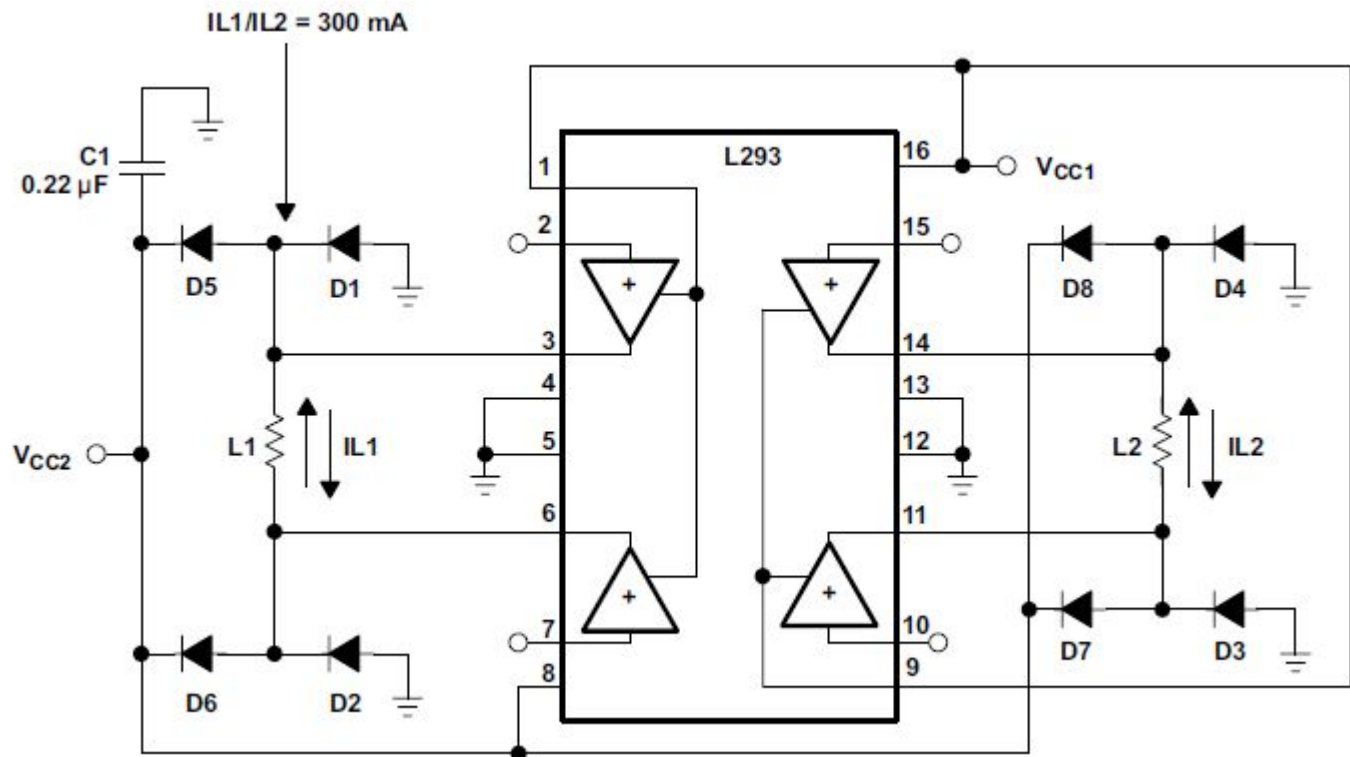 IL1/IL2 = 300 mA
C1
0.22 µF
L293
1
16
VCC1
2
15
D5
D1
D8
D4
3
14
4
13
VCC2
L1
IL1
5
12
L2
IL2
6
11
7
10
D6
D2
8
9
D7
D3
+
+
+
+